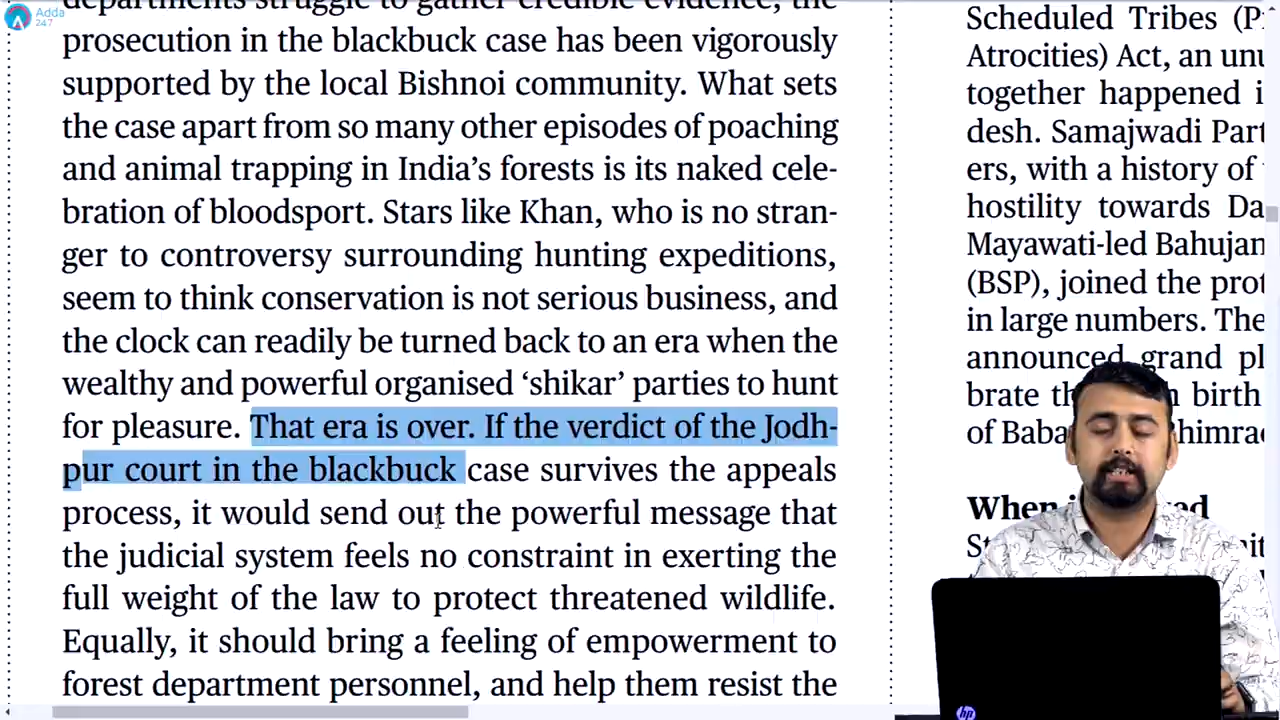 Adda
247
departments struggle to gather credible evidence, the
prosecution in the blackbuck case has been vigorously
supported by the local Bishnoi community. What sets
the case apart from so many other episodes of poaching
and animal trapping in India’s forests is its naked cele-
bration of bloodsport. Stars like Khan, who is no stran-
ger to controversy surrounding hunting expeditions,
seem to think conservation is not serious business, and
the clock can readily be turned back to an era when the
wealthy and powerful organised ‘shikar’ parties to hunt
for pleasure. That era is over. If the verdict of the Jodh-
pur court in the blackbuck case survives the appeals
process, it would send out the powerful message that
the judicial system feels no constraint in exerting the
full weight of the law to protect threatened wildlife.
Equally, it should bring a feeling of empowerment to
forest department personnel, and help them resist the
Scheduled Tribes (P
Atrocities) Act, an unu
together happened i
desh. Samajwadi Part
ers, with a history of
hostility towards Da
Mayawati-led Bahujan
(BSP), joined the prot
in large numbers. The
announced grand pl
brate th birth
of Baba himra
When i d
St
hp